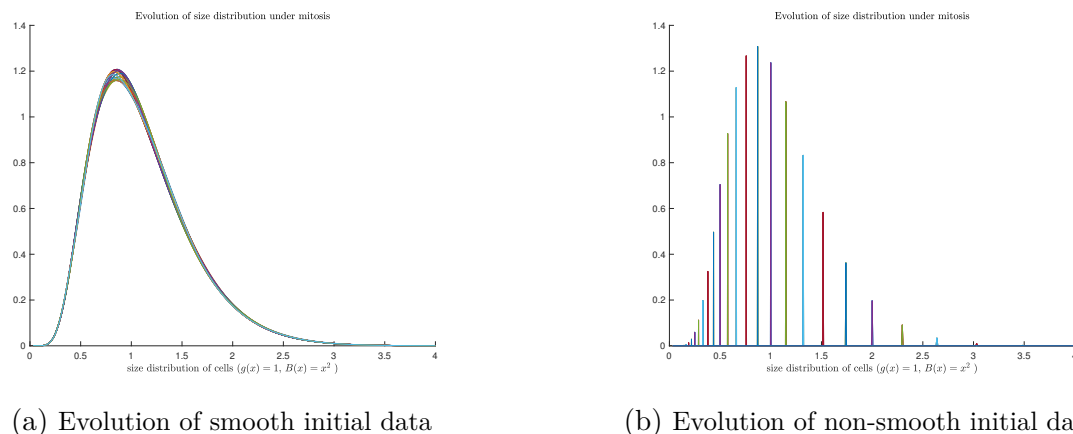 Evolution of size distribution under mitosis
1.4
1.2
1
0.8
0.6
0.4
0.2
0
0 0.5 1 1.5 2 2.5 3 3.5 4
size distribution of cells (g(x) = 1, B(x) = x² )
(a) Evolution of smooth initial data
Evolution of size distribution under mitosis
1.4
1.2
1
0.8
0.6
0.4
0.2
0
0 0.5 1 1.5 2 2.5 3 3.5 4
size distribution of cells (g(x) = 1, B(x) = x² )
(b) Evolution of non-smooth initial da